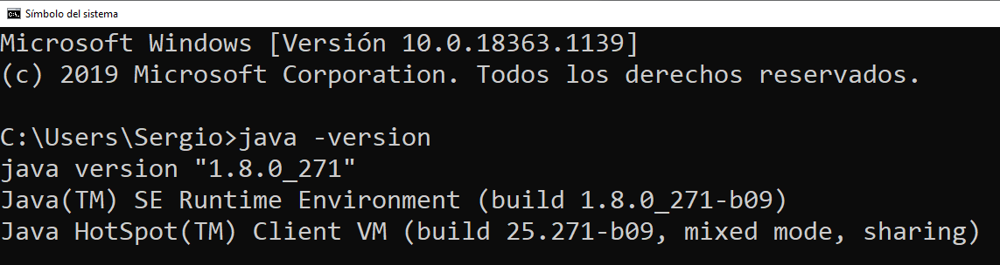 Símbolo del sistema
Microsoft Windows [Versión 10.0.18363.1139]
(c) 2019 Microsoft Corporation. Todos los derechos reservados.
C:\Users\Sergio>java -version
java version "1.8.0_271"
Java(TM) SE Runtime Environment (build 1.8.0_271-b09)
Java HotSpot(TM) Client VM (build 25.271-b09, mixed mode, sharing)